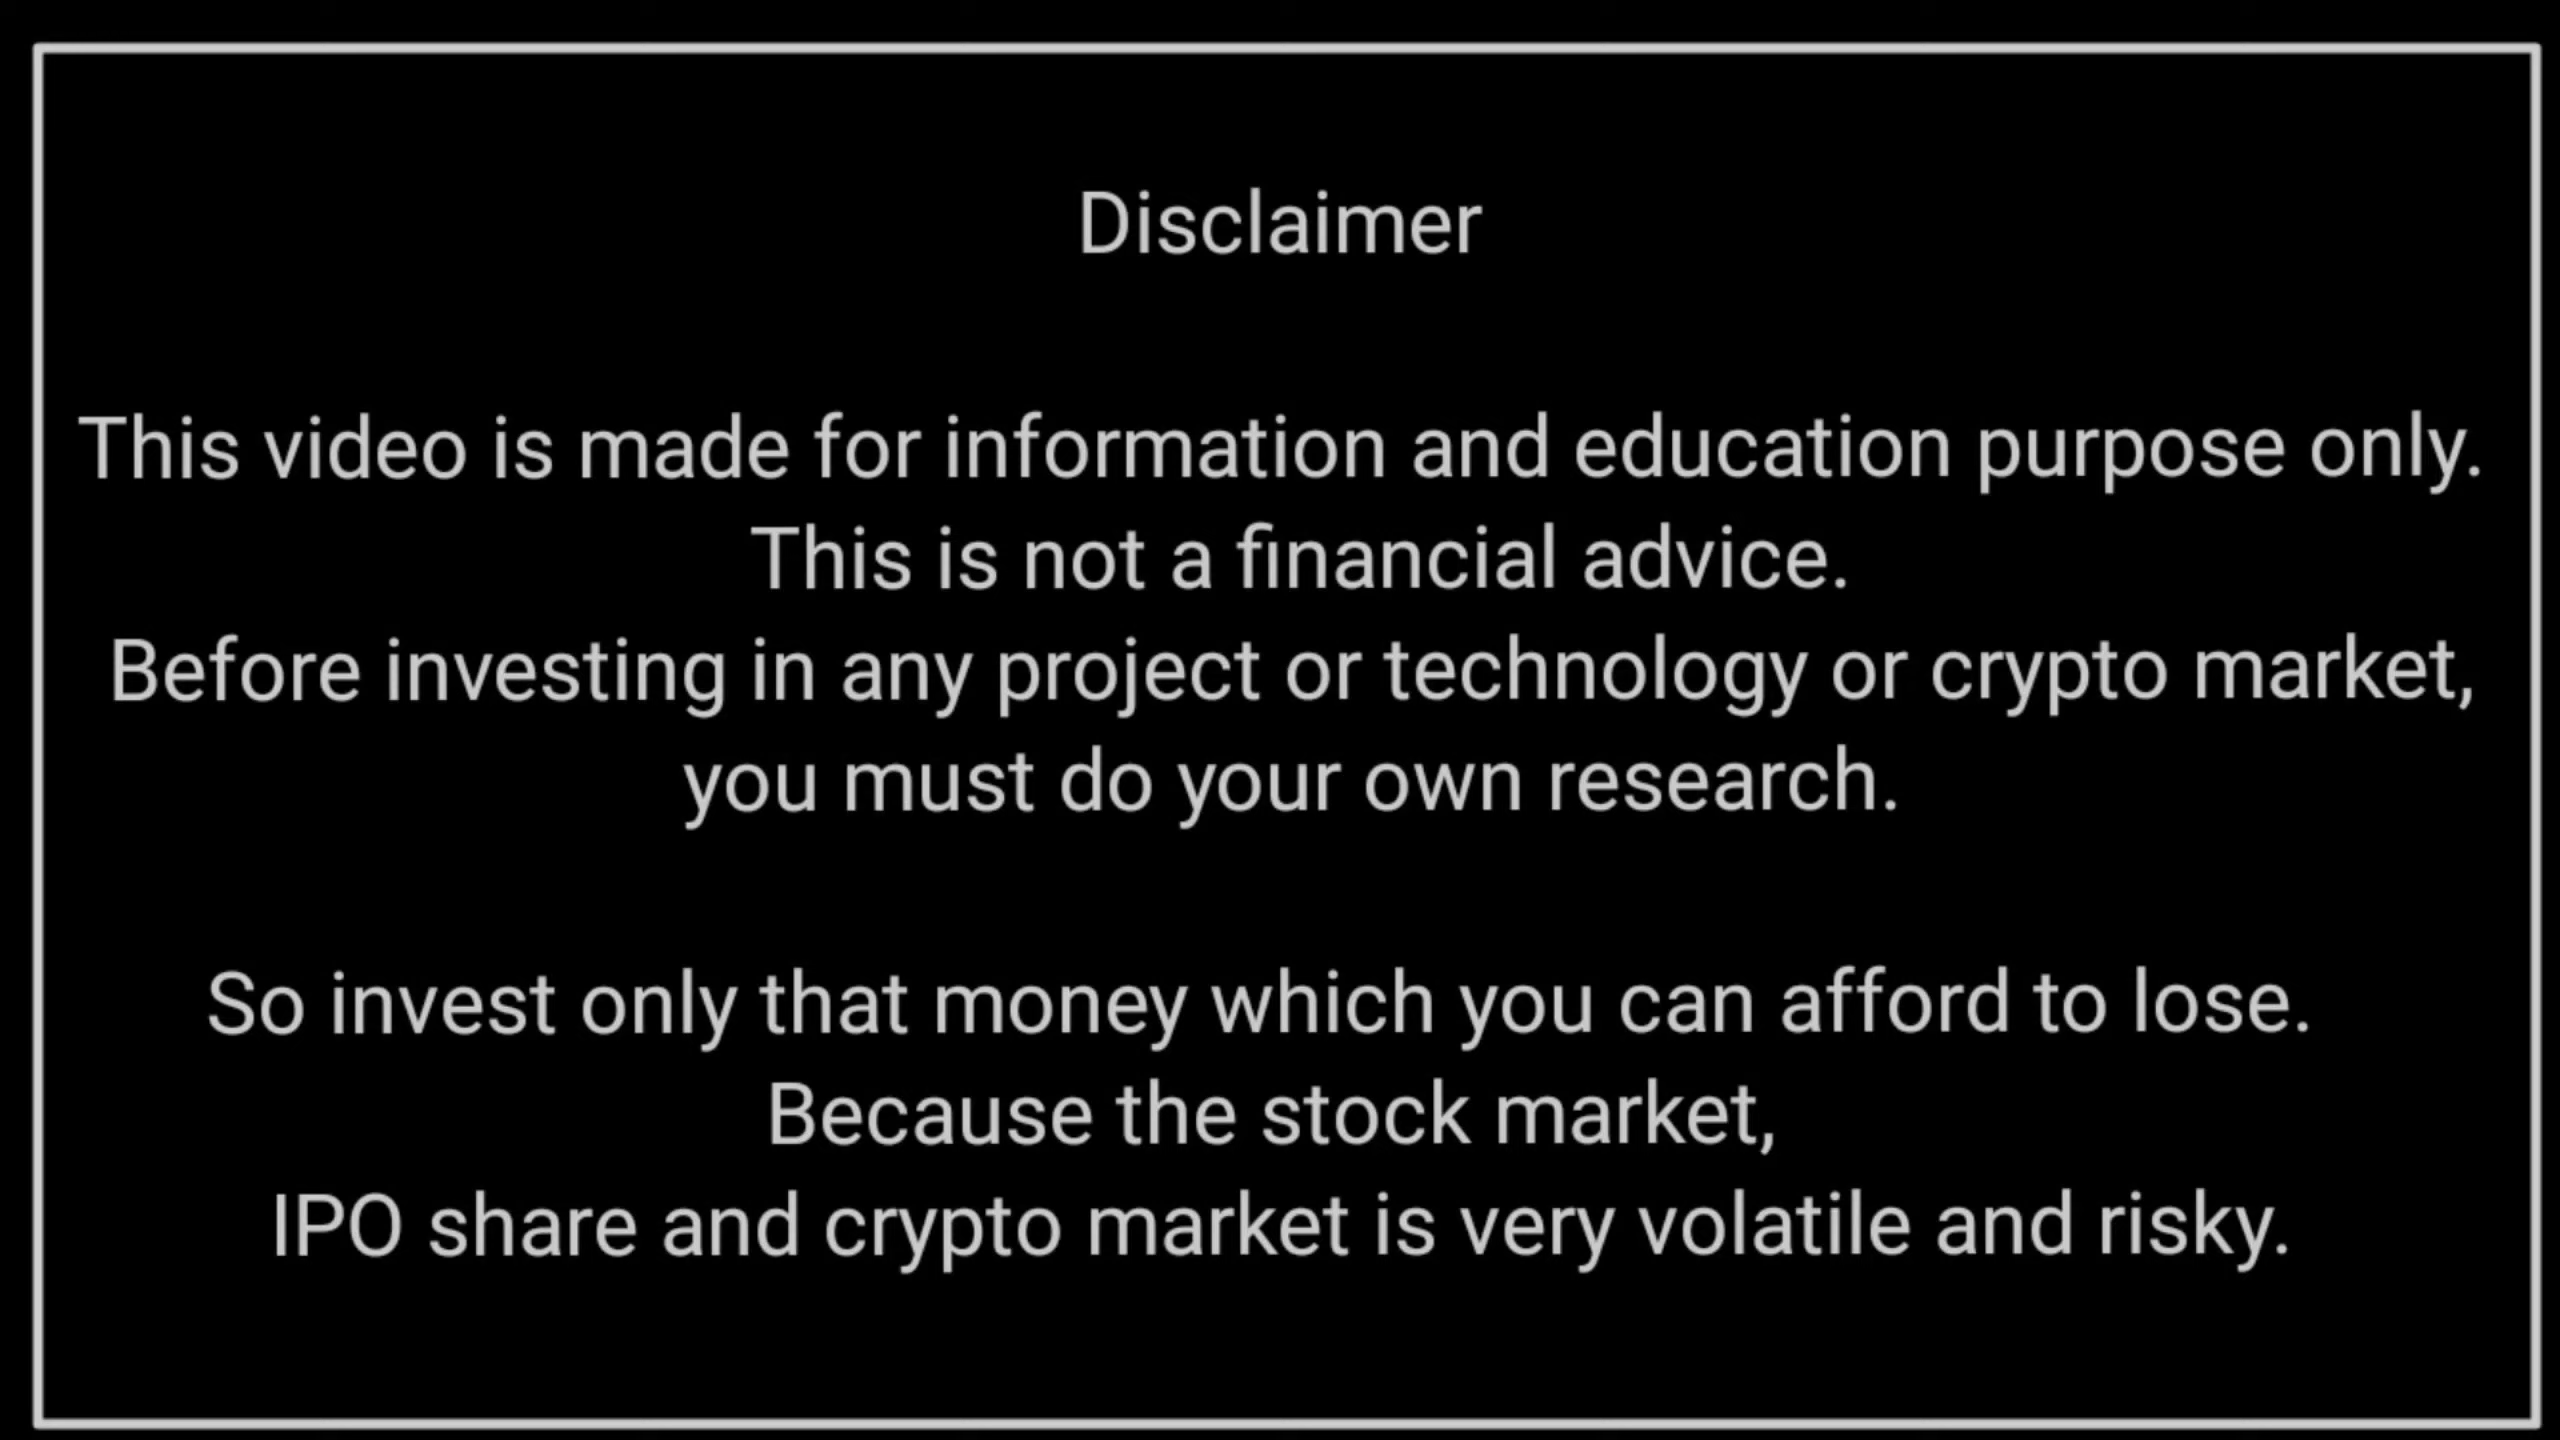 Disclaimer
This video is made for information and education purpose only.
This is not a financial advice.
Before investing in any project or technology or crypto market,
you must do your own research.
So invest only that money which you can afford to lose.
Because the stock market,
IPO share and crypto market is very volatile and risky.